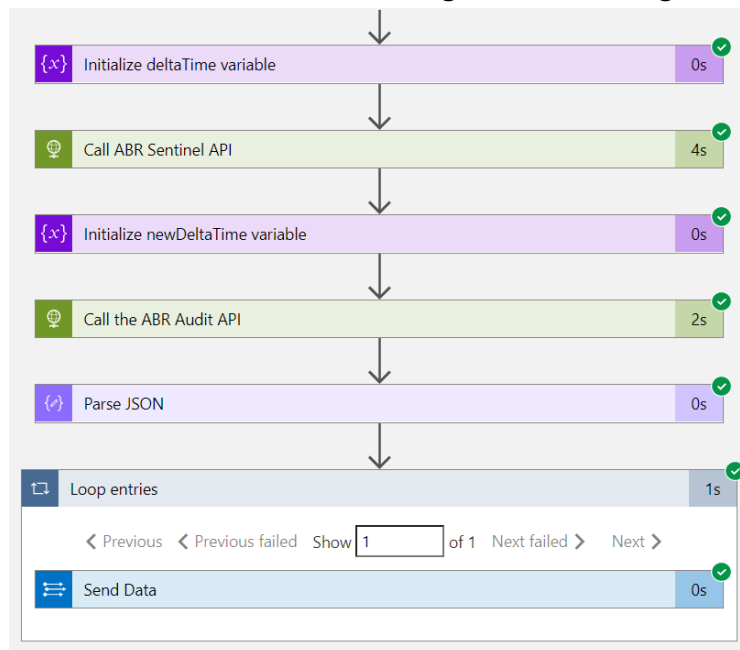 {x} Initialize deltaTime variable 0s
Call ABR Sentinel API 4s
{x} Initialize newDeltaTime variable 0s
Call the ABR Audit API 2s
Parse JSON 0s
Loop entries 1s
Previous Previous failed Show 1 of 1 Next failed Next
Send Data 0s